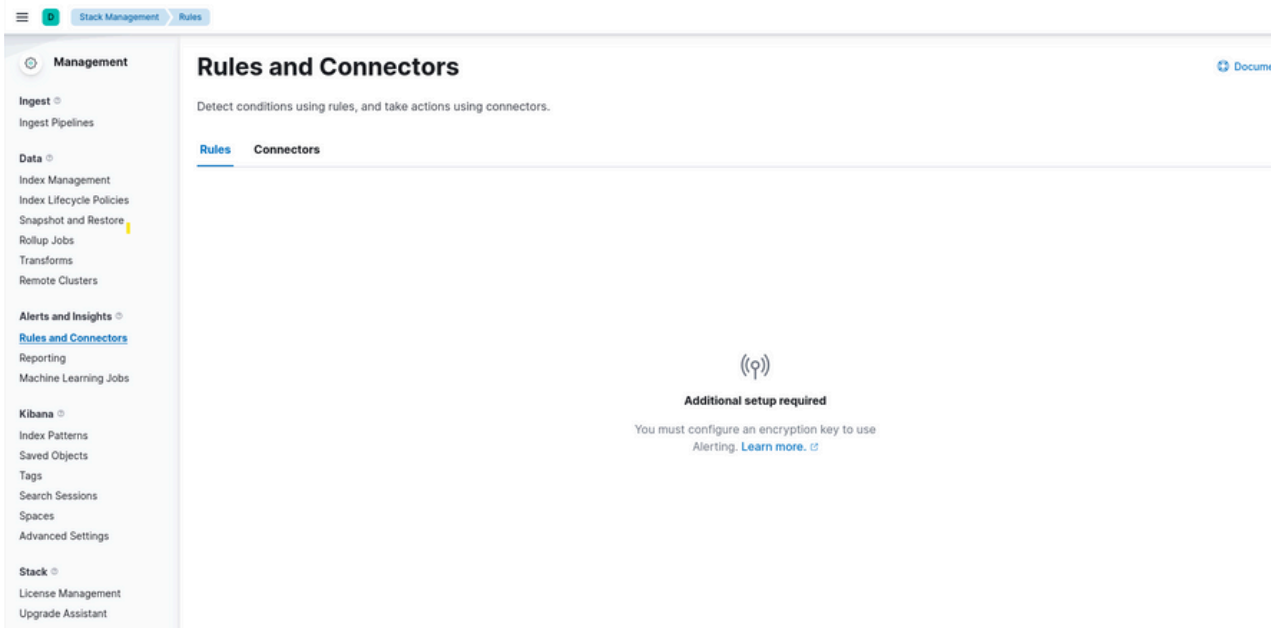 D Stack Management Rules
Management
Ingest
Ingest Pipelines
Data
Index Management
Index Lifecycle Policies
Snapshot and Restore
Rollup Jobs
Transforms
Remote Clusters
Alerts and Insights
Rules and Connectors
Reporting
Machine Learning Jobs
Kibana
Index Patterns
Saved Objects
Tags
Search Sessions
Spaces
Advanced Settings
Stack
License Management
Upgrade Assistant
Rules and Connectors
Docume
Detect conditions using rules, and take actions using connectors.
Rules Connectors
Additional setup required
You must configure an encryption key to use
Alerting. Learn more.